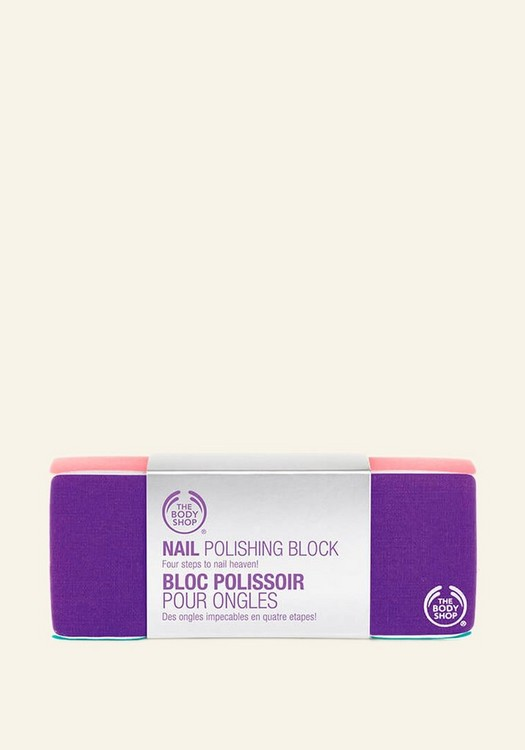 THE
BODY
SHOP®
NAIL POLISHING BLOCK
Four steps to nail heaven!
BLOC POLISSOIR
POUR ONGLES
Des ongles impecables en quatre etapes!
THE
BODY
SHOP®